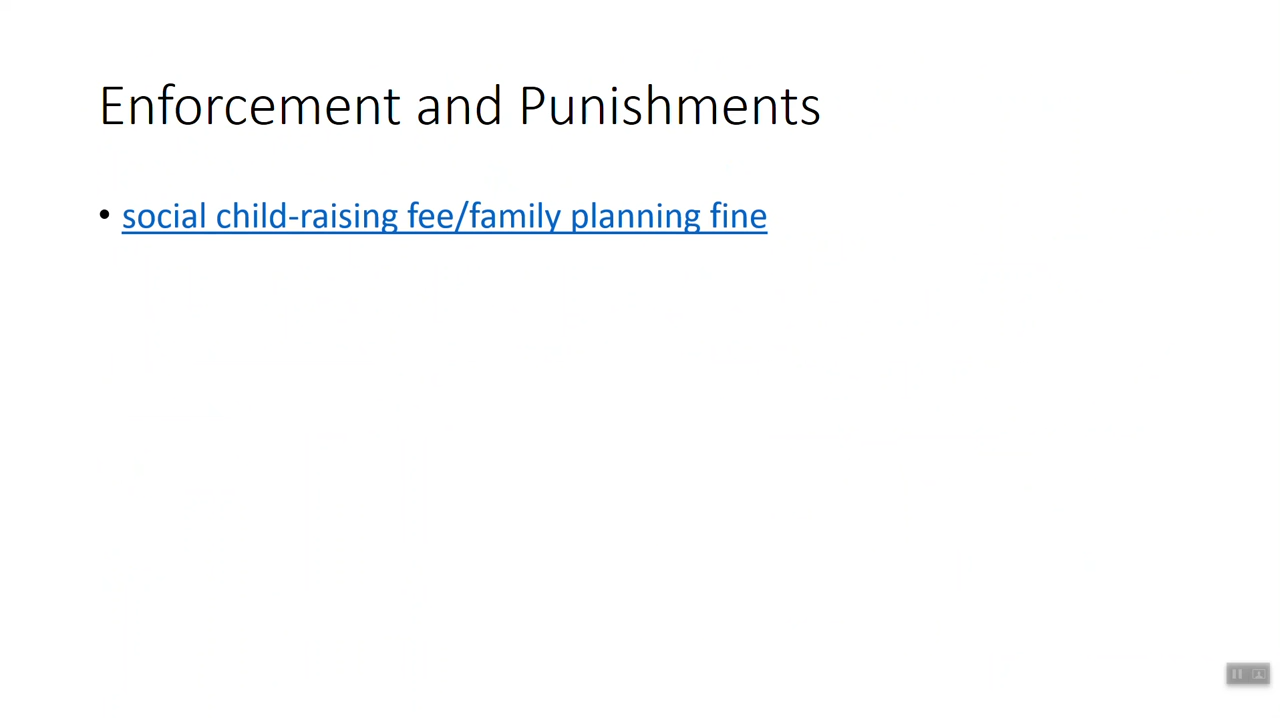 Enforcement and Punishments
• social child-raising fee/family planning fine